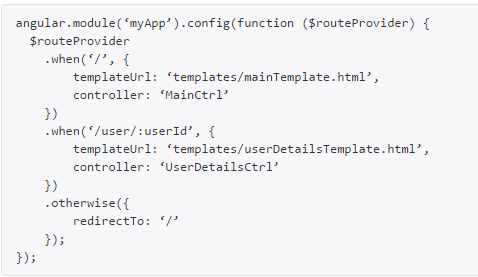 angular.module(‘myApp’).config(function ($routeProvider) {
  $routeProvider
    .when(‘/’, {
        templateUrl: ‘templates/mainTemplate.html’,
        controller: ‘MainCtrl’
    })
    .when(‘/user/:userId’, {
        templateUrl: ‘templates/userDetailsTemplate.html’,
        controller: ‘UserDetailsCtrl’
    })
    .otherwise({
        redirectTo: ‘/’
    });
});